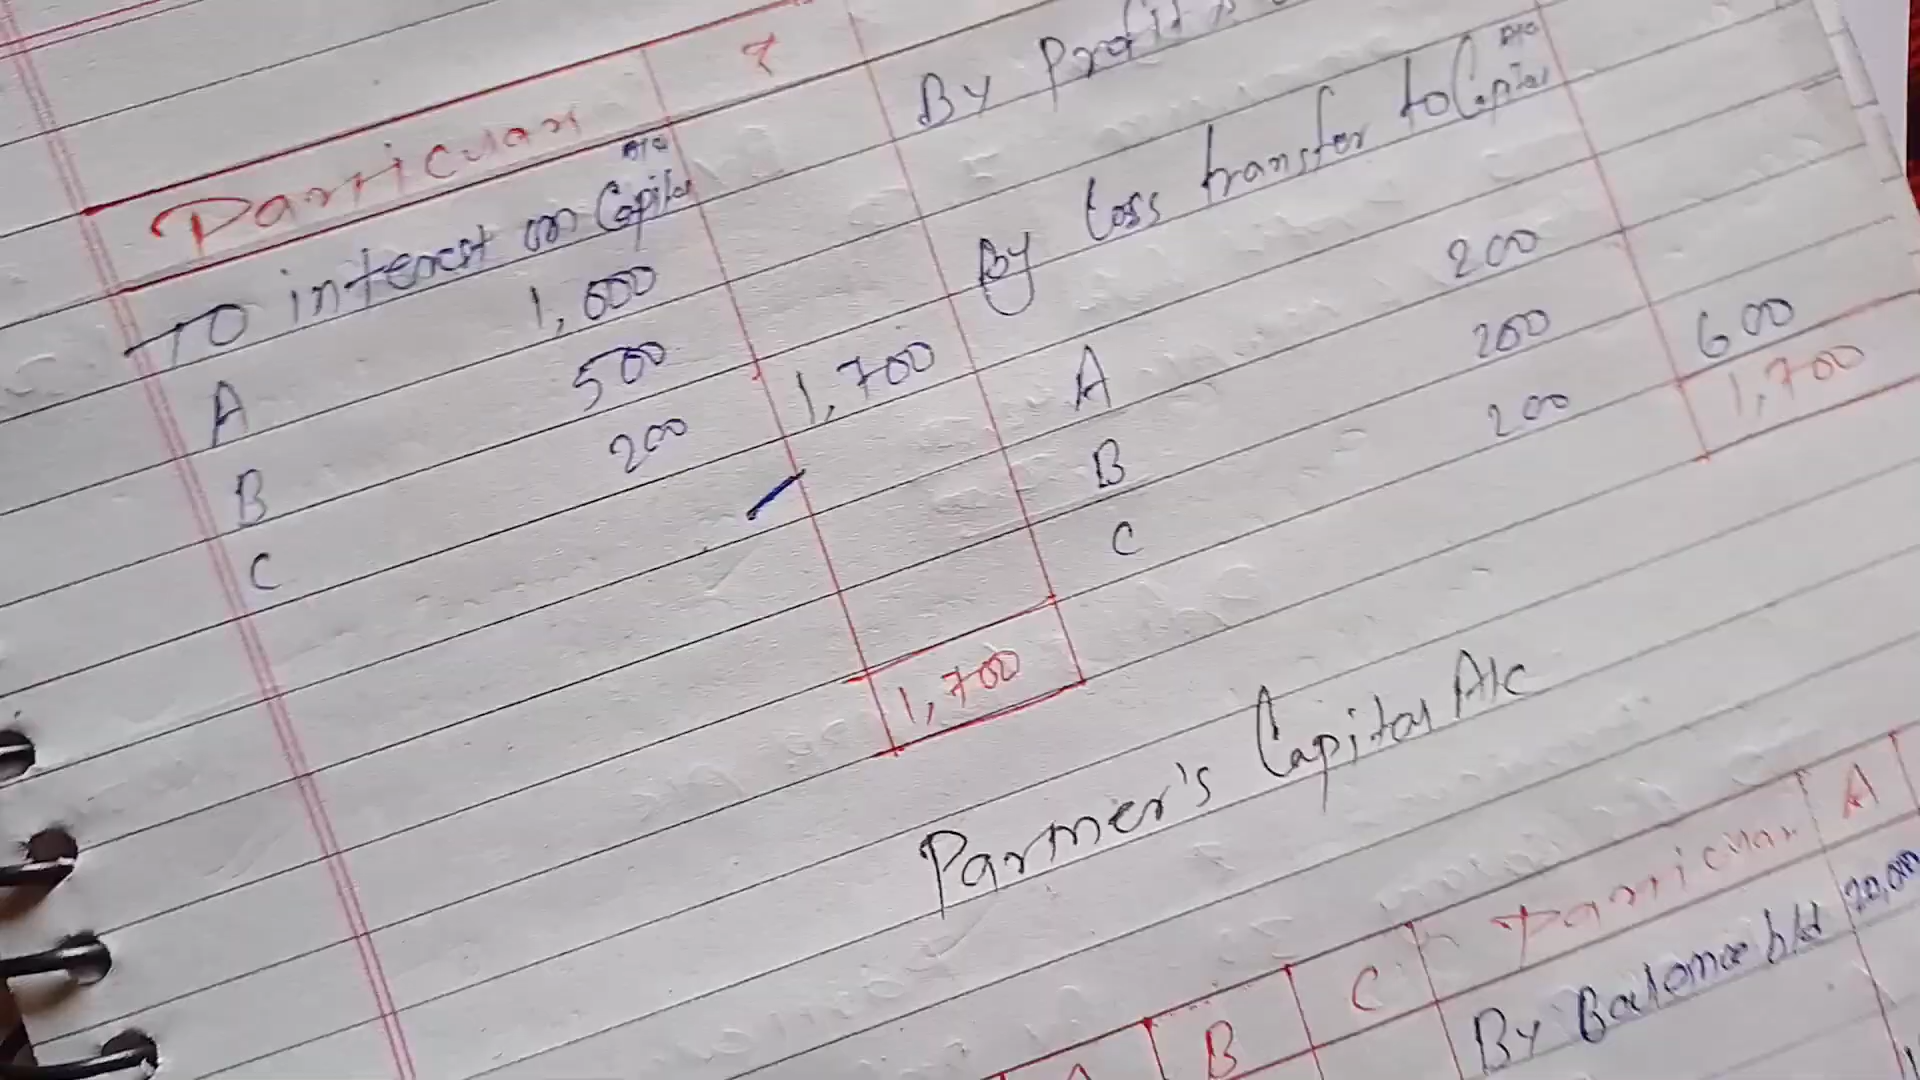 Particular ₹
By Profit
To interest on Capital A/c
A 1,000
B 500
C 200 1,700
By loss transfer to Capital A/c
A 200
B 200
C 200 600
1,700 1,700
Partner's Capital A/c
A B C Particular A
By Balance b/d 20,000